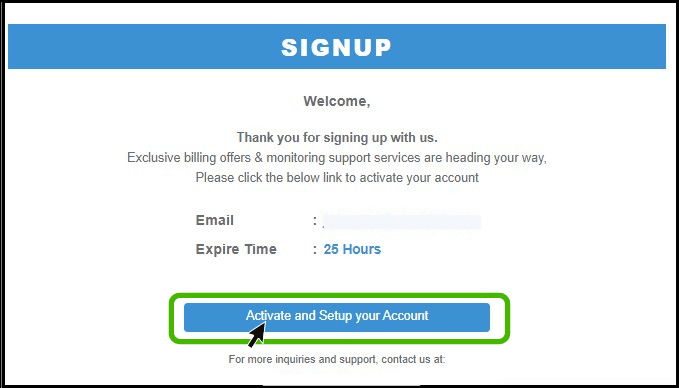 SIGNUP
Welcome,
Thank you for signing up with us.
Exclusive billing offers & monitoring support services are heading your way,
Please click the below link to activate your account
Email :
Expire Time : 25 Hours
Activate and Setup your Account
For more inquiries and support, contact us at: